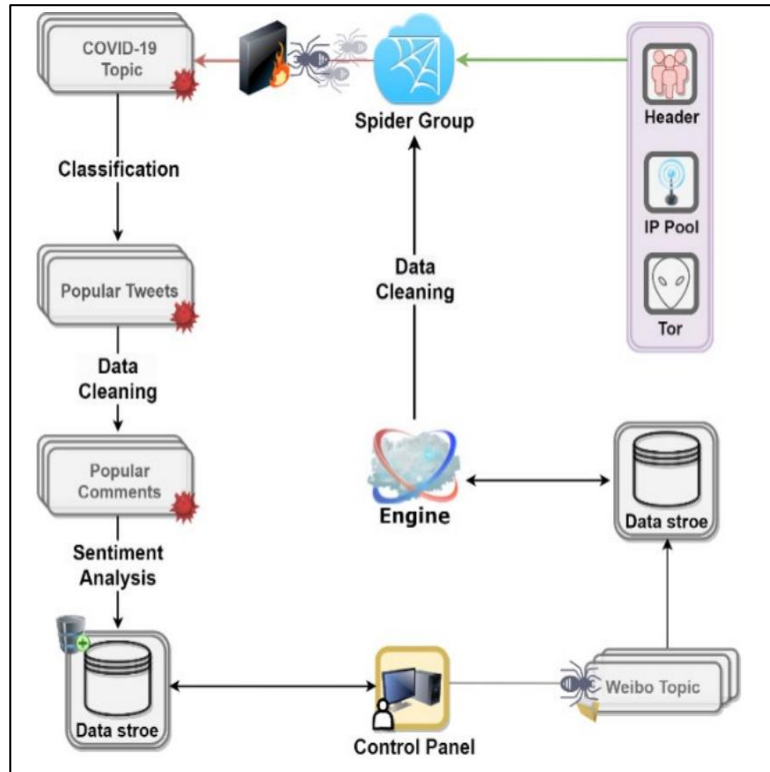 COVID-19
Topic
Spider Group
Header
Classification
IP Pool
Data
Cleaning
Popular Tweets
Tor
Data
Cleaning
Popular
Comments
Engine
Data stroe
Sentiment
Analysis
Weibo Topic
Data stroe
Control Panel